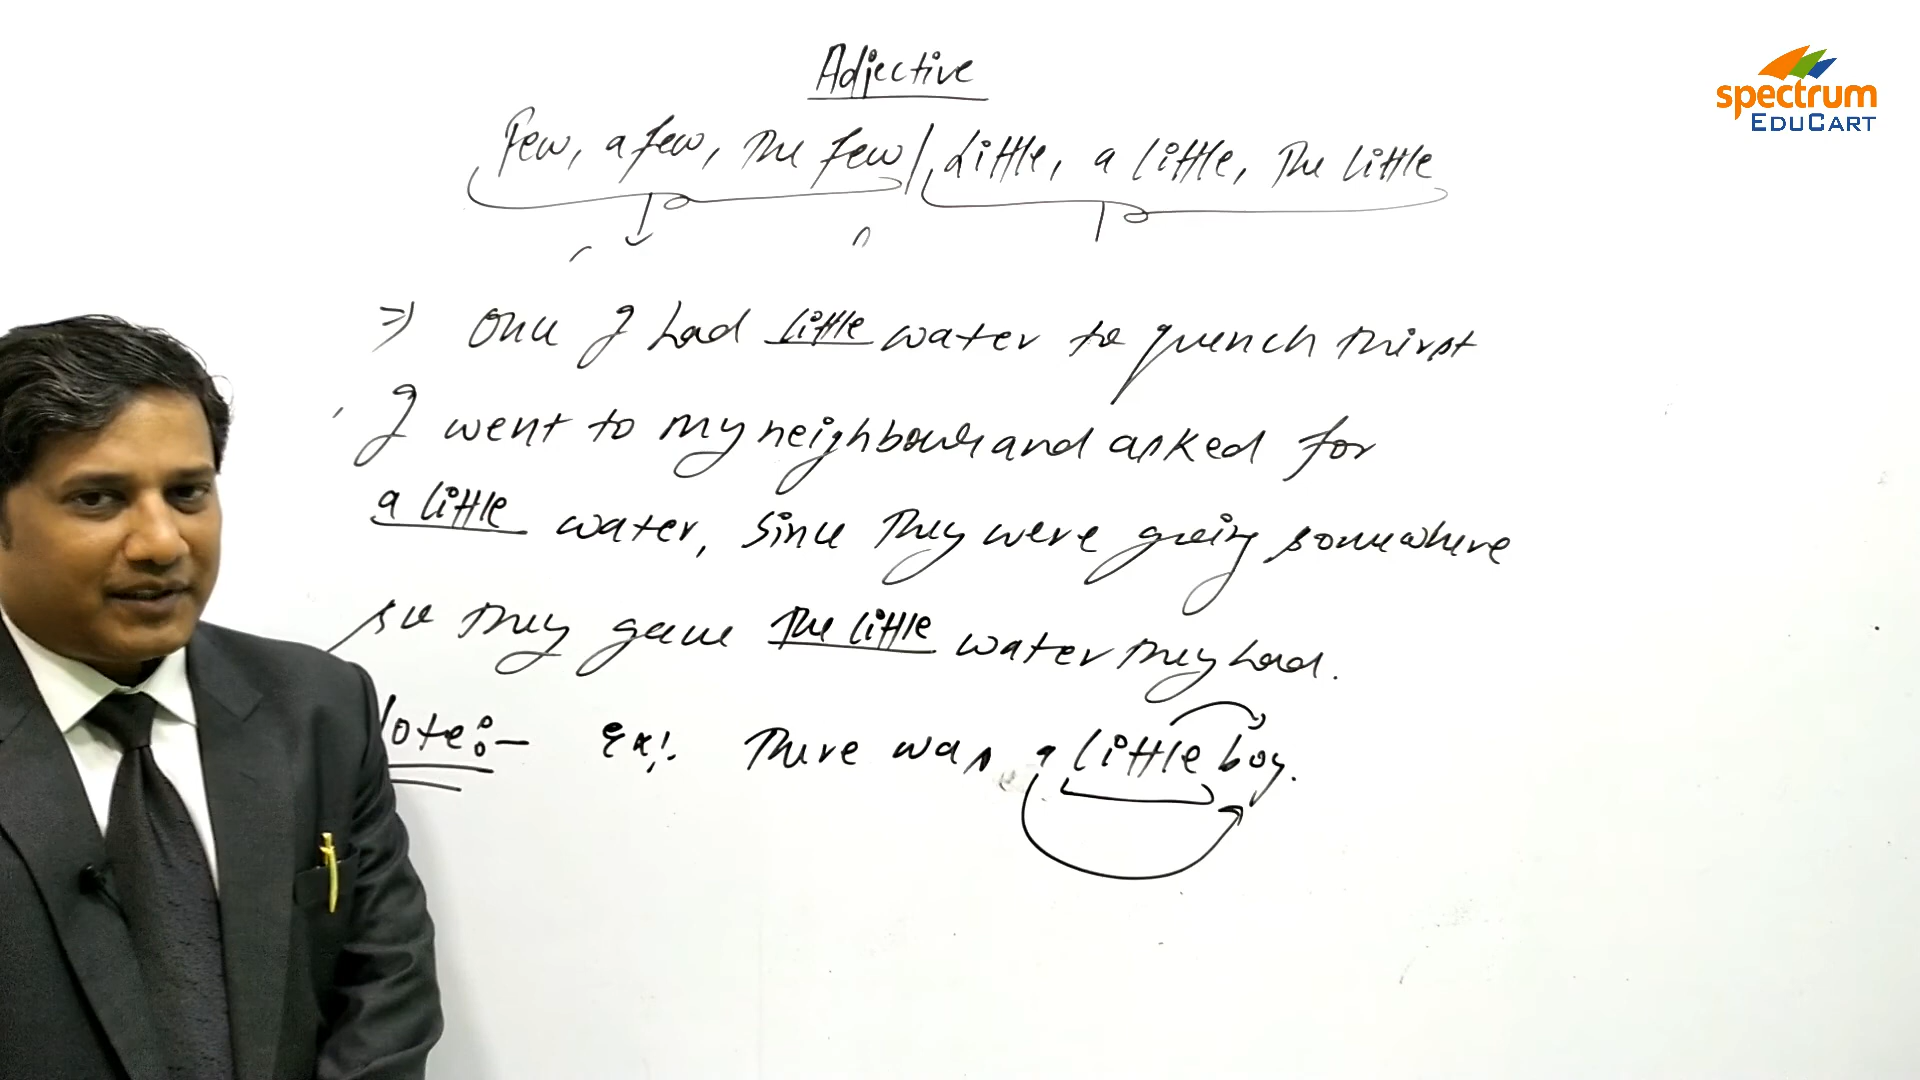 Adjective
spectrum
EDUCART
Few, a few, The few / Little, a little, The little
=> Once I had little water to quench thirst
I went to my neighbours and asked for
a little water, since They were going somewhere
so They gave The little water They had.
Note:- Ex:. There was a little boy.